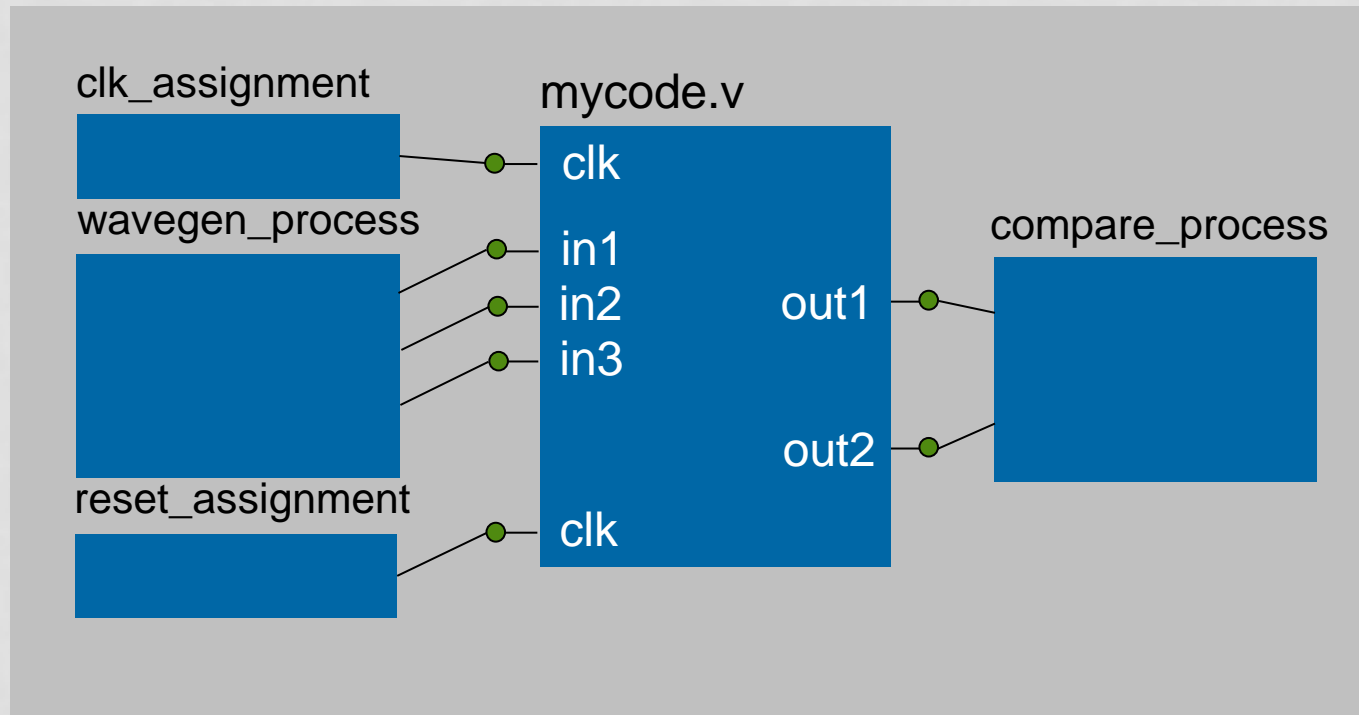 clk_assignment
mycode.v
clk
wavegen_process
in1
in2
in3
out1
out2
compare_process
reset_assignment
clk